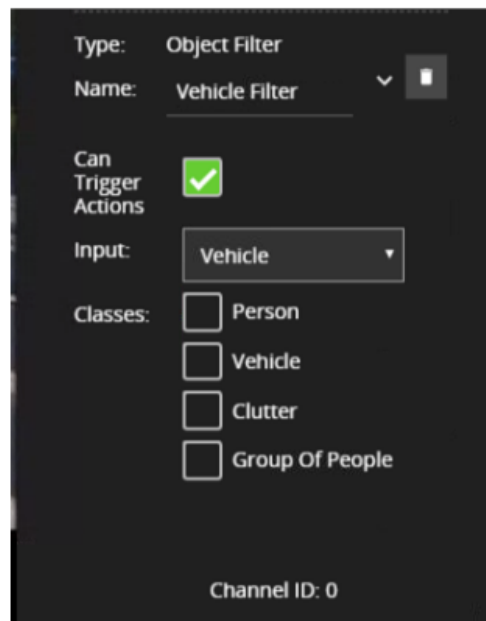 Type: Object Filter
Name: Vehicle Filter
Can
Trigger
Actions
Input: Vehicle
Classes: Person
Vehicle
Clutter
Group Of People
Channel ID: 0